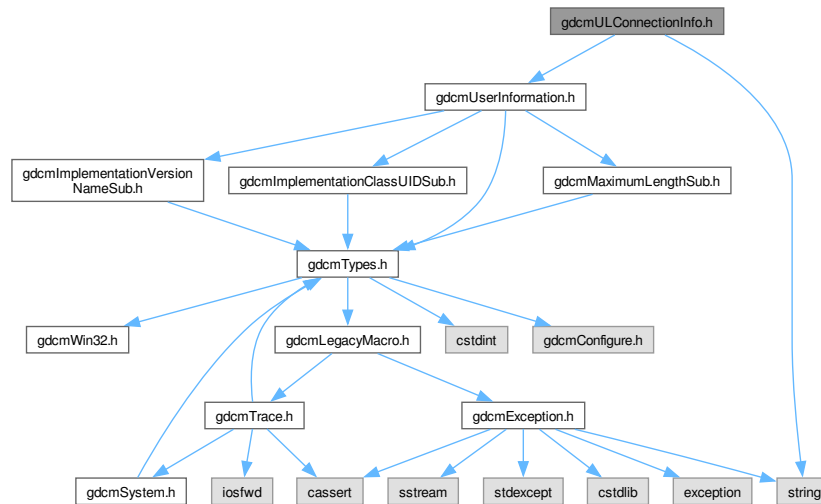 gdcmULConnectionInfo.h
gdcmUserInformation.h
gdcmImplementationVersion
NameSub.h
gdcmImplementationClassUIDSub.h
gdcmMaximumLengthSub.h
gdcmTypes.h
gdcmWin32.h
gdcmLegacyMacro.h
cstdint
gdcmConfigure.h
gdcmTrace.h
gdcmException.h
gdcmSystem.h
iosfwd
cassert
sstream
stdexcept
cstdlib
exception
string